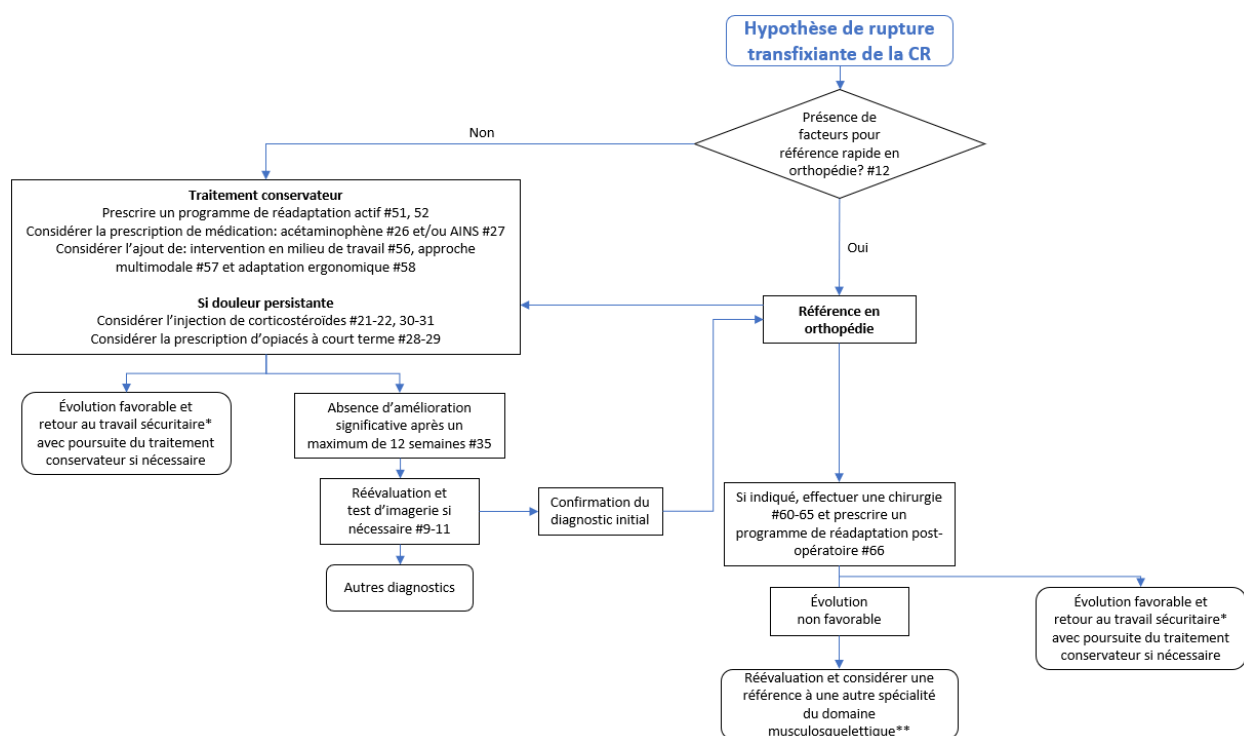 Hypothèse de rupture
transfixiante de la CR
Présence de
facteurs pour
référence rapide en
orthopédie? #12
Non
Oui
Traitement conservateur
Prescrire un programme de réadaptation actif #51, 52
Considérer la prescription de médication: acétaminophène #26 et/ou AINS #27
Considérer l’ajout de: intervention en milieu de travail #56, approche
multimodale #57 et adaptation ergonomique #58
Si douleur persistante
Considérer l’injection de corticostéroïdes #21-22, 30-31
Considérer la prescription d’opiacés à court terme #28-29
Référence en
orthopédie
Évolution favorable et
retour au travail sécuritaire*
avec poursuite du traitement
conservateur si nécessaire
Absence d’amélioration
significative après un
maximum de 12 semaines #35
Réévaluation et
test d’imagerie si
nécessaire #9-11
Confirmation du
diagnostic initial
Autres diagnostics
Si indiqué, effectuer une chirurgie
#60-65 et prescrire un
programme de réadaptation post-
opératoire #66
Évolution
non favorable
Évolution favorable et
retour au travail sécuritaire*
avec poursuite du traitement
conservateur si nécessaire
Réévaluation et considérer une
référence à une autre spécialité
du domaine
musculosquelettique**